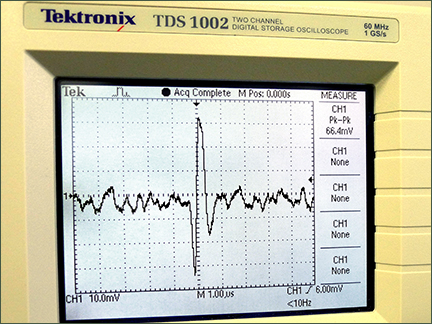 Tektronix TDS 1002 TWO CHANNEL DIGITAL STORAGE OSCILLOSCOPE
60 MHz
1 GS/s
Tek Acq Complete M Pos: 0.000s MEASURE
CH1
Pk-Pk
66.4mV
CH1
None
CH1
None
CH1
None
CH1
None
1
CH1 10.0mV M 1.00µs CH1 / 6.00mV
<10Hz